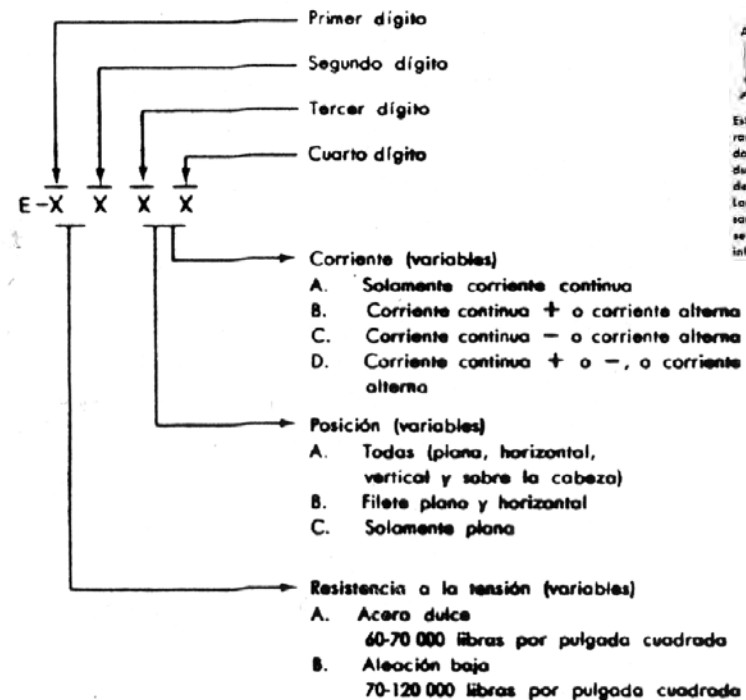 Primer dígito
Segundo dígito
Tercer dígito
Cuarto dígito
E-X X X X
Corriente (variables)
A. Solamente corriente continua
B. Corriente continua + o corriente alterna
C. Corriente continua − o corriente alterna
D. Corriente continua + o −, o corriente
alterna
Posición (variables)
A. Todas (plana, horizontal,
vertical y sobre la cabeza)
B. Filete plano y horizontal
C. Solamente plana
Resistencia a la tensión (variables)
A. Acero dulce
60-70 000 libras por pulgada cuadrada
B. Aleación baja
70-120 000 libras por pulgada cuadrada